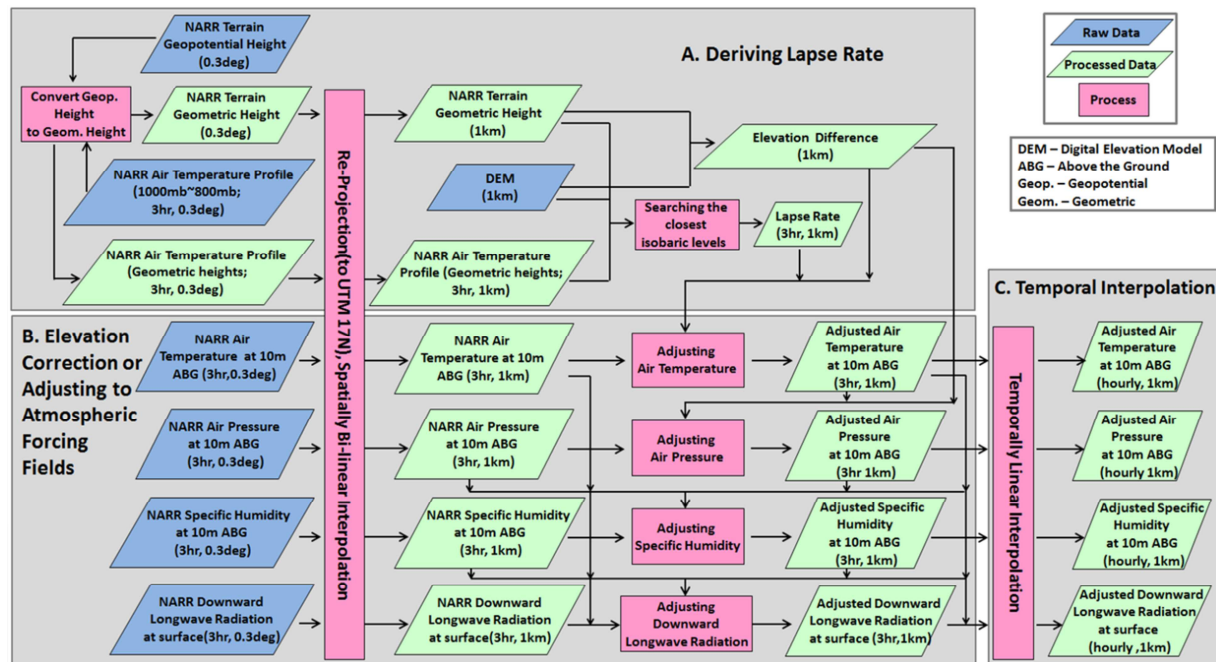 NARR Terrain
Geopotential Height
(0.3deg)
A. Deriving Lapse Rate
Raw Data
Processed Data
Process
Convert Geop.
Height
to Geom. Height
NARR Terrain
Geometric Height
(0.3deg)
NARR Terrain
Geometric Height
(1km)
Elevation Difference
(1km)
DEM – Digital Elevation Model
ABG – Above the Ground
Geop. – Geopotential
Geom. – Geometric
NARR Air Temperature Profile
(1000mb~800mb;
3hr, 0.3deg)
DEM
(1km)
Searching the
closest
isobaric levels
Lapse Rate
(3hr, 1km)
NARR Air Temperature Profile
(Geometric heights;
3hr, 0.3deg)
Re-Projection(to UTM 17N), Spatially Bi-linear Interpolation
NARR Air Temperature
Profile (Geometric heights;
3hr, 1km)
C. Temporal Interpolation
B. Elevation
Correction or
Adjusting to
Atmospheric
Forcing
Fields
NARR Air
Temperature at 10m
ABG (3hr,0.3deg)
NARR Air
Temperature at 10m
ABG (3hr, 1km)
Adjusting
Air Temperature
Adjusted Air
Temperature
at 10m ABG
(3hr, 1km)
Temporally Linear Interpolation
Adjusted Air
Temperature
at 10m ABG
(hourly, 1km)
NARR Air Pressure
at 10m ABG
(3hr, 0.3deg)
NARR Air Pressure
at 10m ABG
(3hr, 1km)
Adjusting
Air Pressure
Adjusted Air
Pressure
at 10m ABG
(3hr 1km)
Adjusted Air
Pressure
at 10m ABG
(hourly 1km)
NARR Specific Humidity
at 10m ABG
(3hr, 0.3deg)
NARR Specific Humidity
at 10m ABG
(3hr, 1km)
Adjusting
Specific Humidity
Adjusted Specific
Humidity
at 10m ABG
(3hr, 1km)
Adjusted Specific
Humidity
at 10m ABG
(hourly, 1km)
NARR Downward
Longwave Radiation
at surface(3hr, 0.3deg)
NARR Downward
Longwave Radiation
at surface(3hr, 1km)
Adjusting
Downward
Longwave Radiation
Adjusted Downward
Longwave Radiation
at surface (3hr,1km)
Adjusted Downward
Longwave Radiation
at surface
(hourly ,1km)